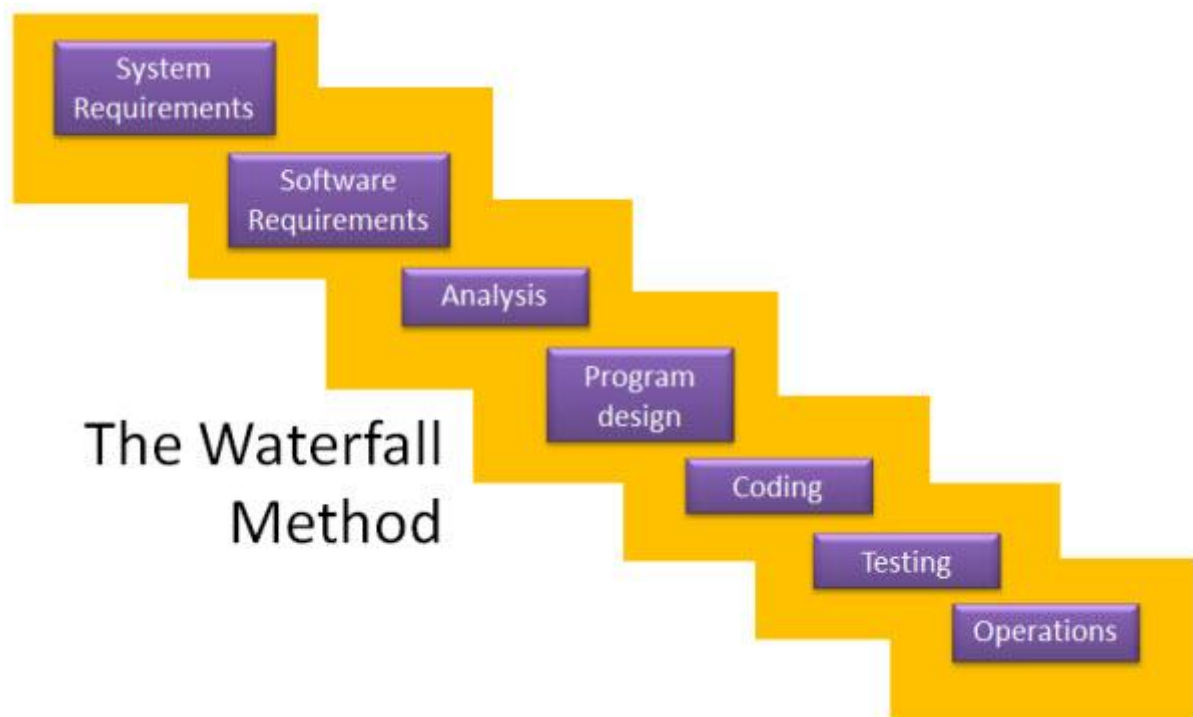 System
Requirements
Software
Requirements
Analysis
Program
design
The Waterfall
Method
Coding
Testing
Operations